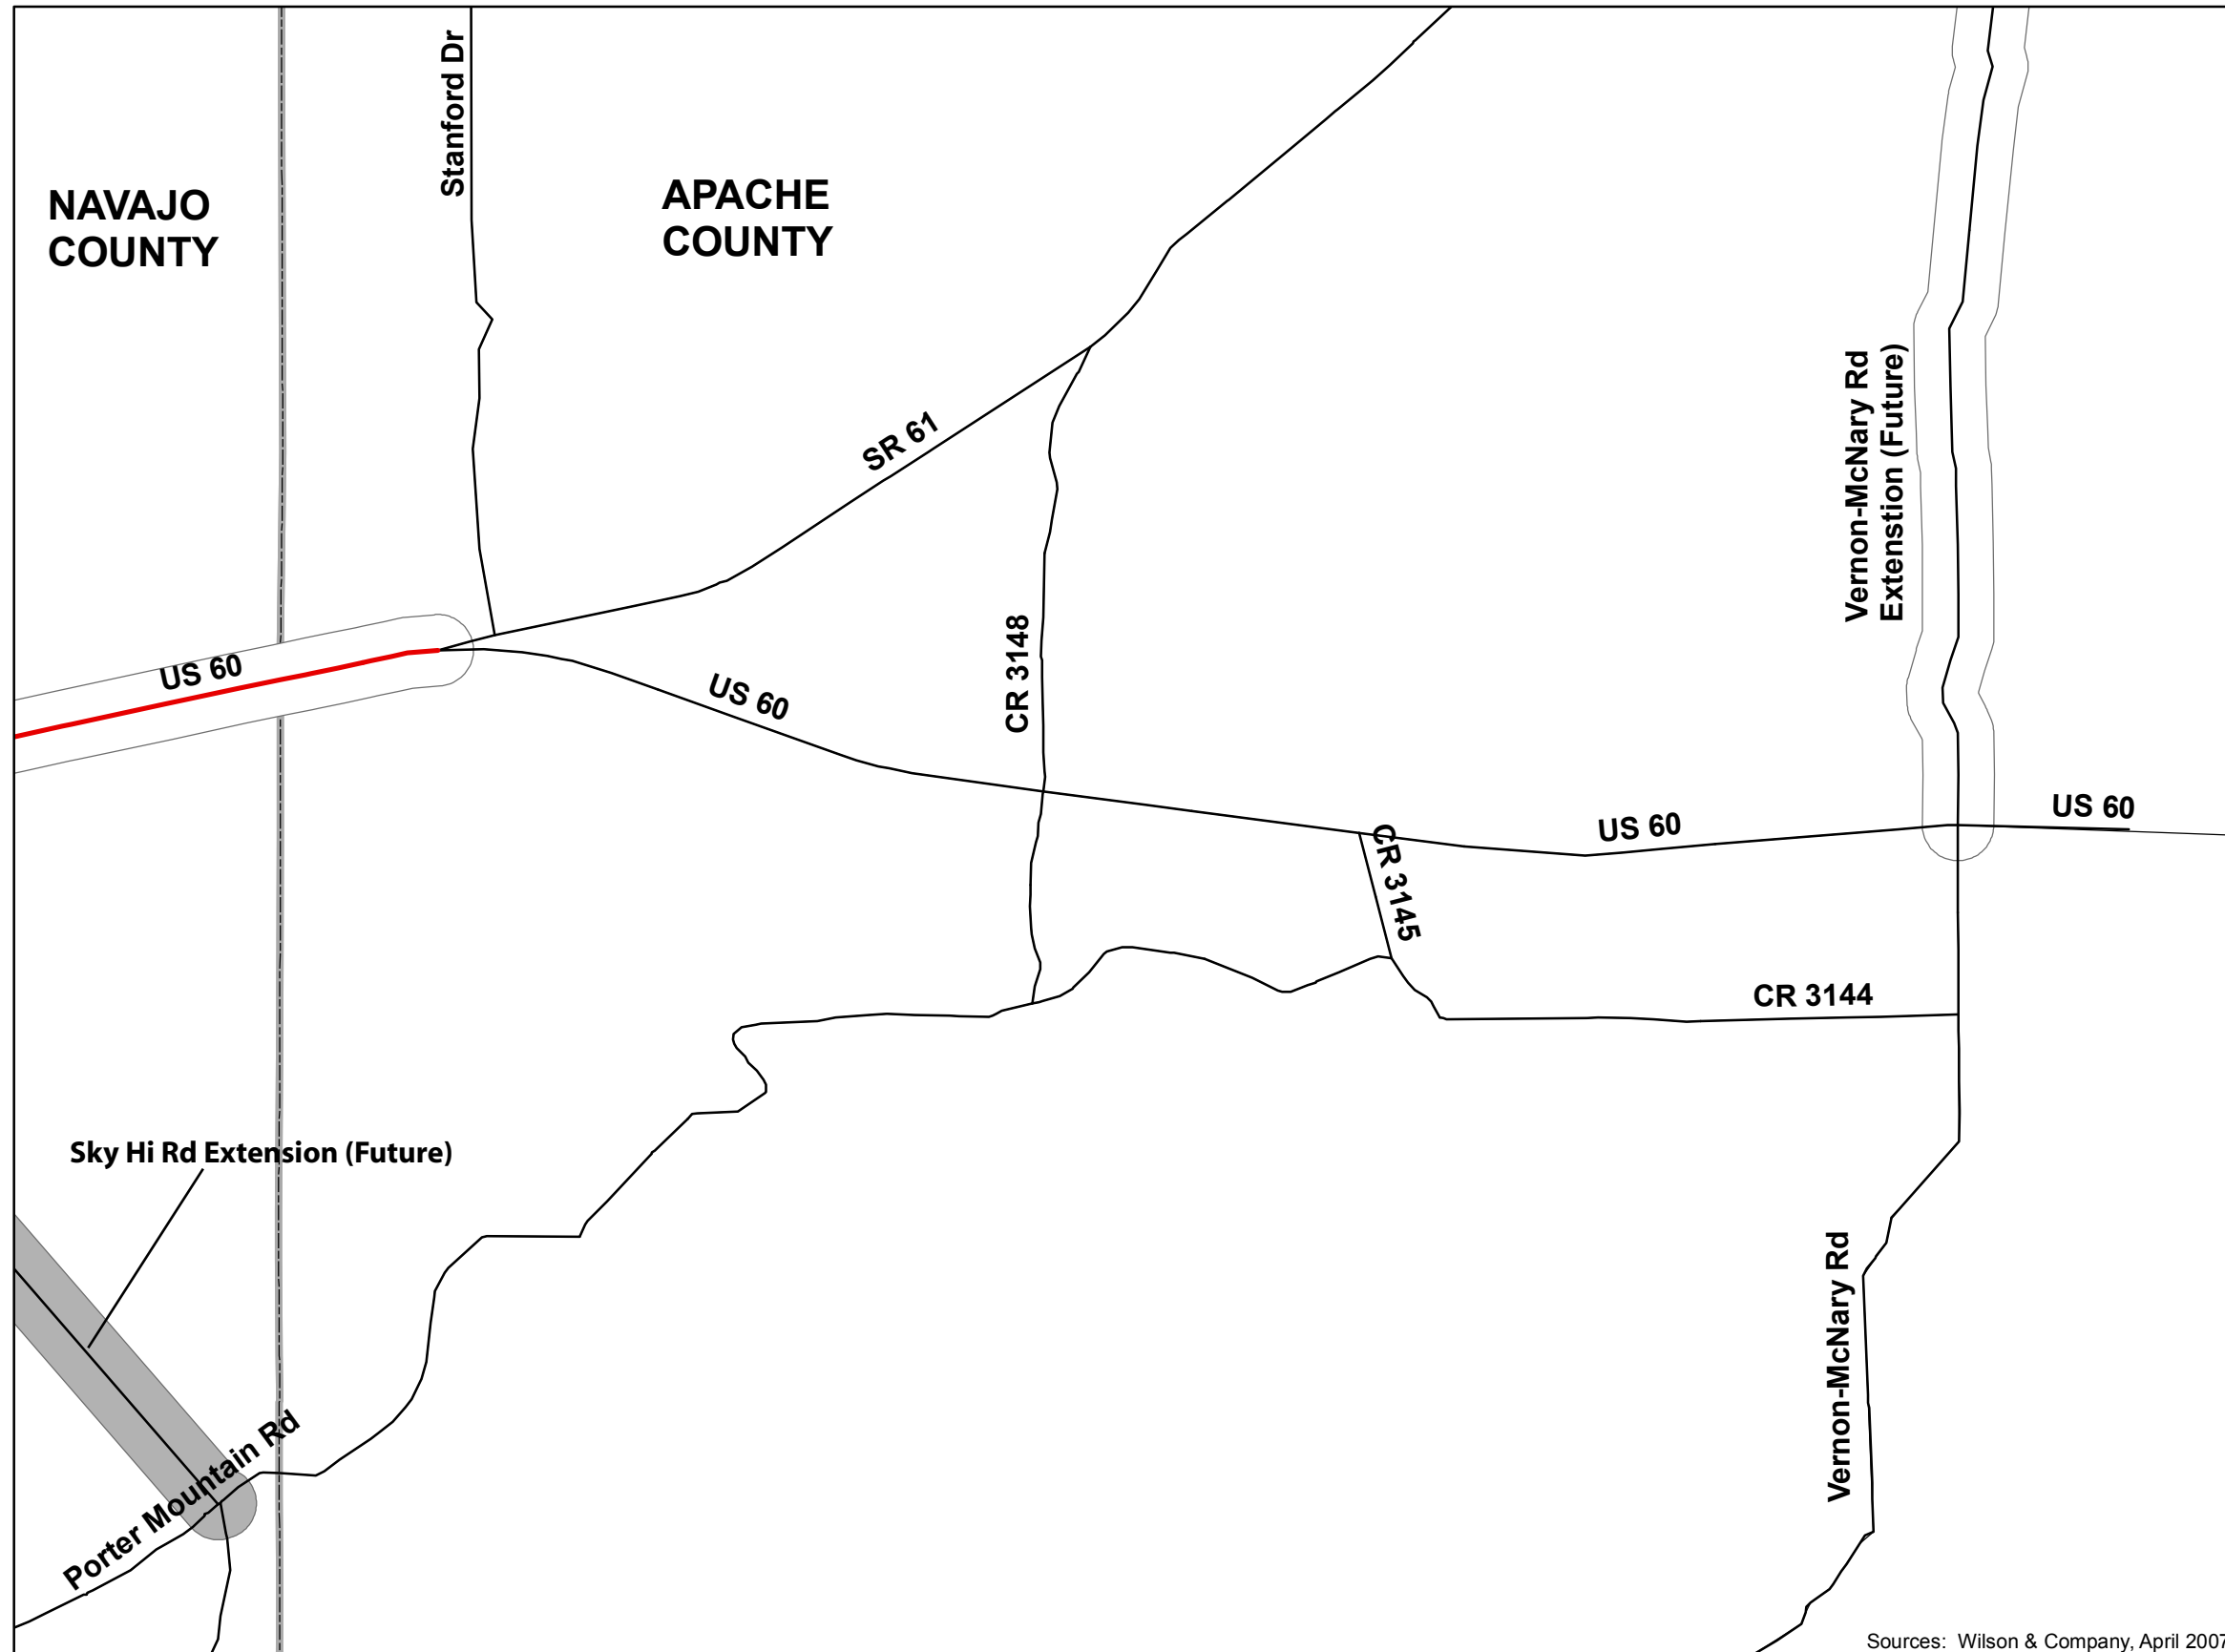 Stanford Dr
NAVAJO
COUNTY
APACHE
COUNTY
SR 61
Vernon-McNary Rd
Extenstion (Future)
US 60
US 60
CR 3148
US 60
US 60
CR 3145
CR 3144
Sky Hi Rd Extension (Future)
Vernon-McNary Rd
Porter Mountain Rd
Sources: Wilson & Company, April 2007